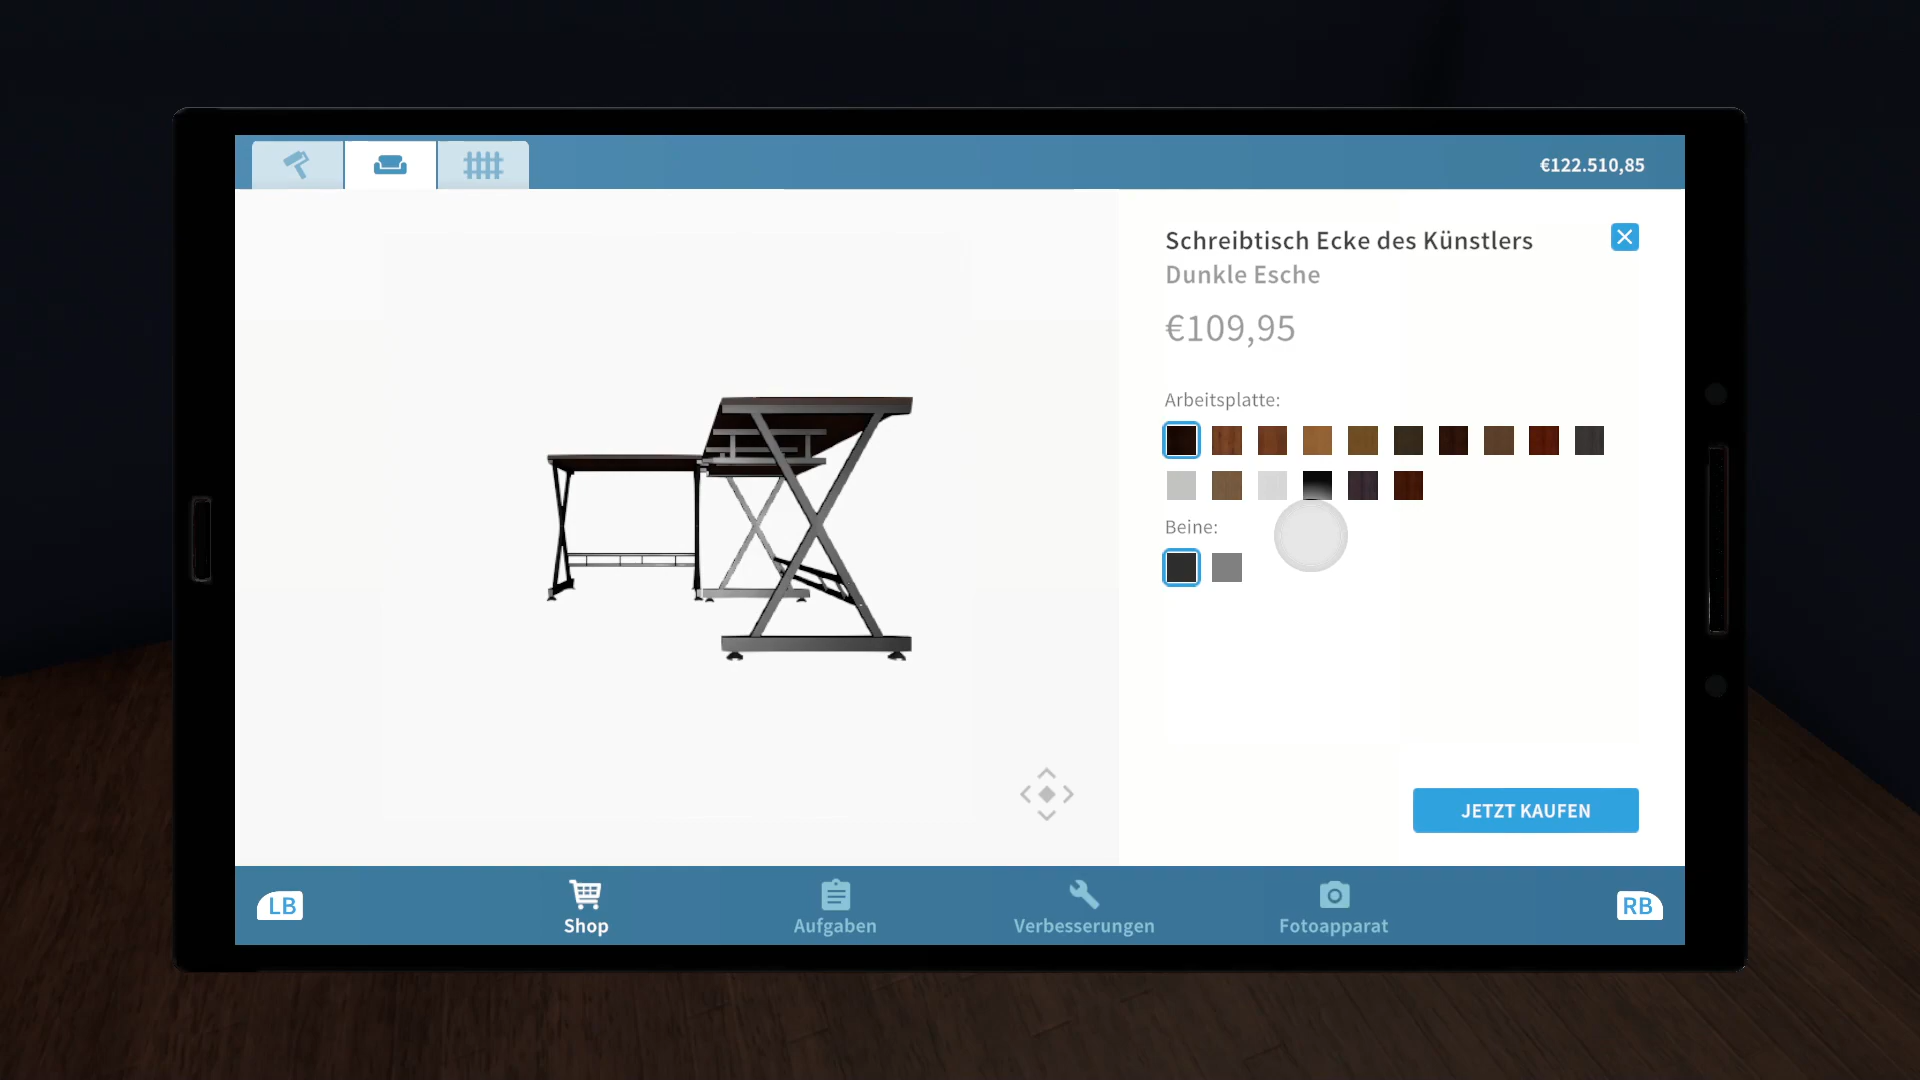 €122.510,85
Schreibtisch Ecke des Künstlers
Dunkle Esche
€109,95
Arbeitsplatte:
Beine:
JETZT KAUFEN
LB
Shop
Aufgaben
Verbesserungen
Fotoapparat
RB